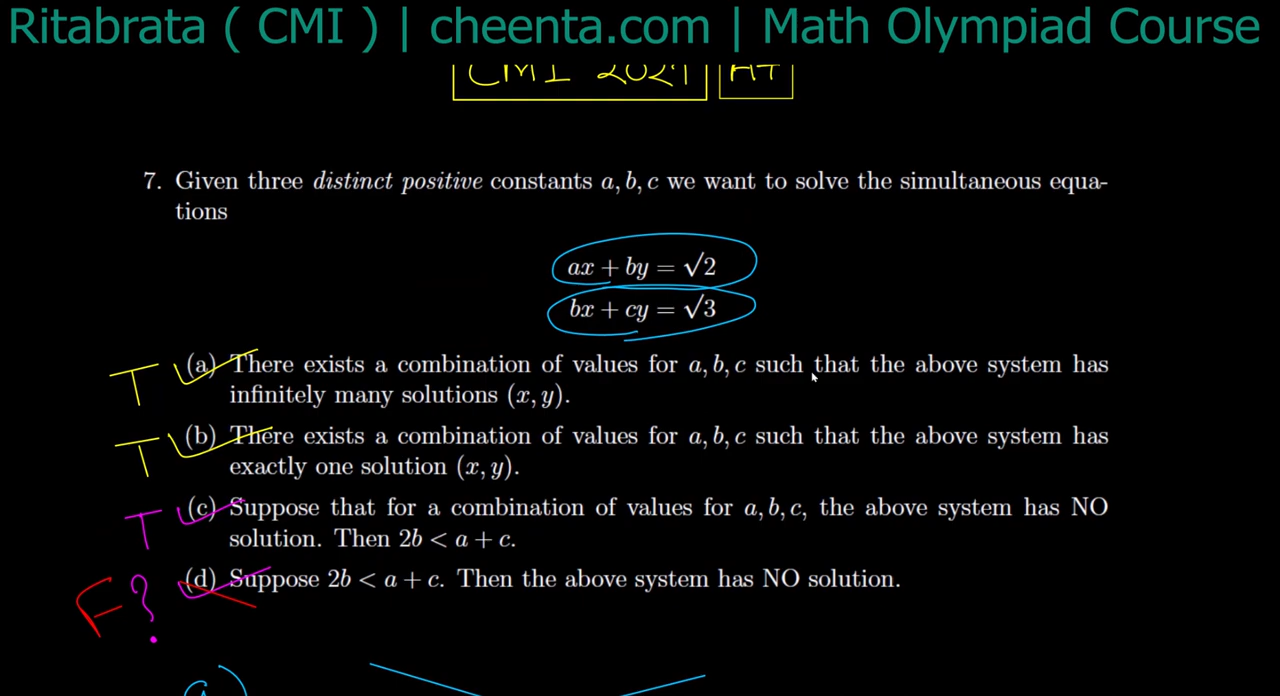 Ritabrata ( CMI ) | cheenta.com | Math Olympiad Course
CMI 2024 A7
7. Given three distinct positive constants a, b, c we want to solve the simultaneous equa-
tions
ax + by = √2
bx + cy = √3
T (a) There exists a combination of values for a, b, c such that the above system has
infinitely many solutions (x, y).
T (b) There exists a combination of values for a, b, c such that the above system has
exactly one solution (x, y).
T (c) Suppose that for a combination of values for a, b, c, the above system has NO
solution. Then 2b < a + c.
F ? (d) Suppose 2b < a + c. Then the above system has NO solution.